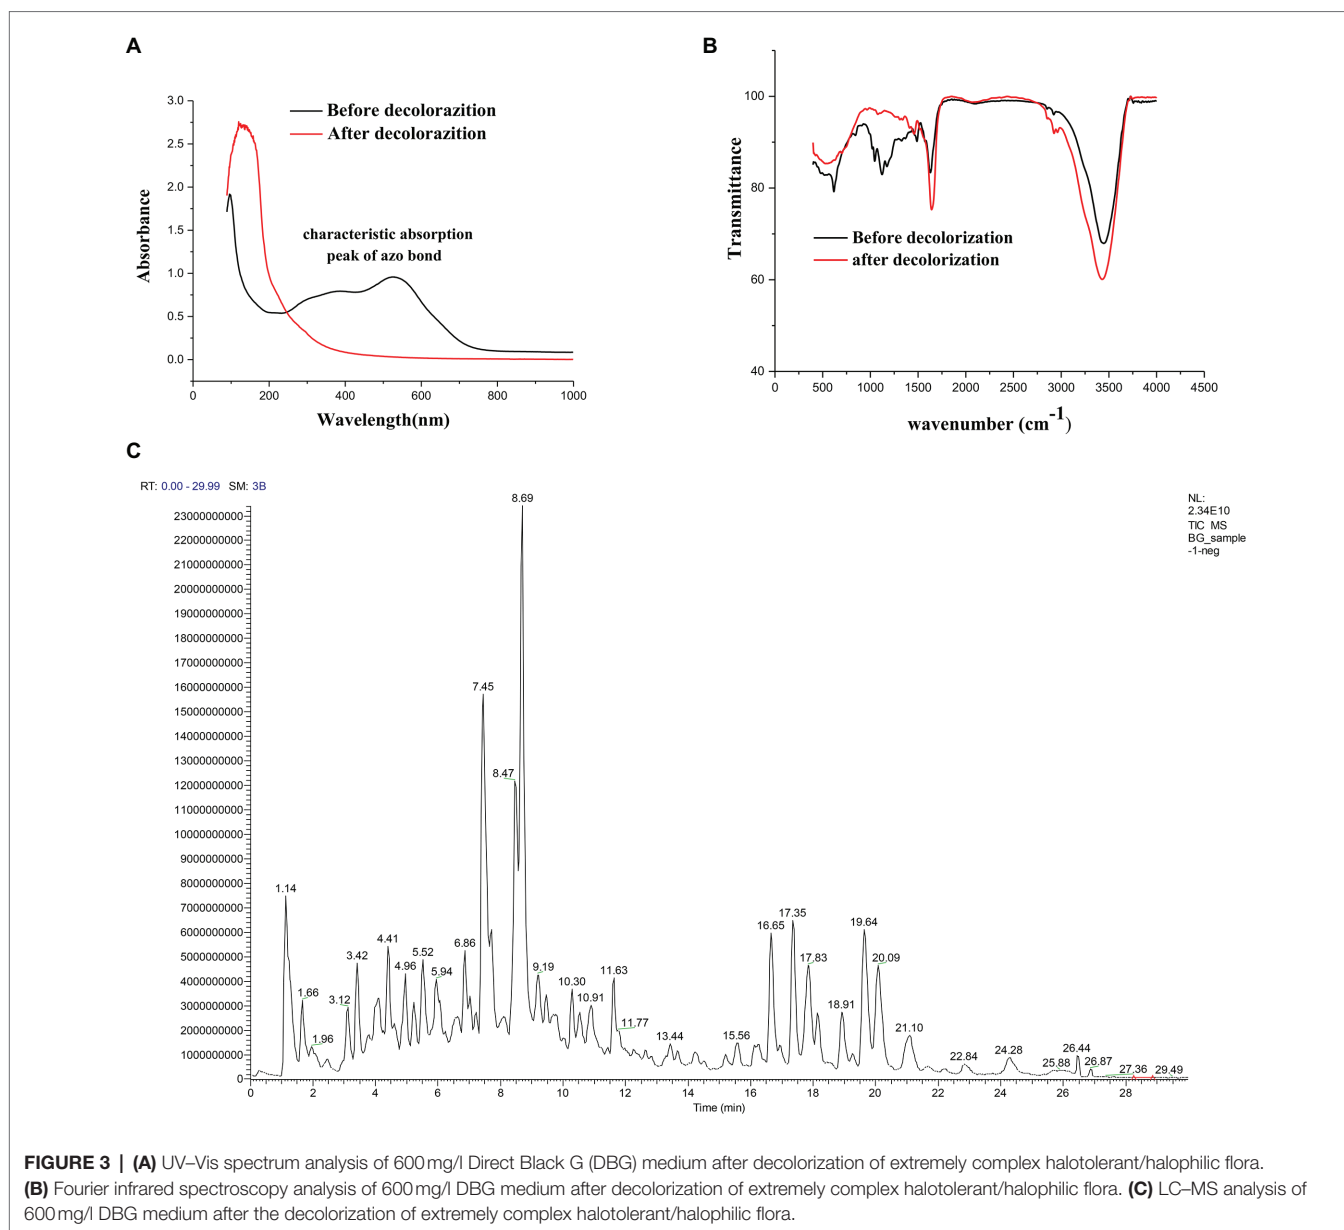 A
3.0
2.5
2.0
1.5
1.0
0.5
0.0
Absorbance
Before decolorazition
After decolorazition
characteristic absorption
peak of azo bond
0 200 400 600 800 1000
Wavelength(nm)
B
100
80
60
40
Transmittance
Before decolorization
after decolorization
0 500 1000 1500 2000 2500 3000 3500 4000 4500
wavenumber (cm-1)
C
RT: 0.00 - 29.99 SM: 3B
NL:
2.34E10
TIC MS
BG_sample
-1-neg
23000000000
22000000000
21000000000
20000000000
19000000000
18000000000
17000000000
16000000000
15000000000
14000000000
13000000000
12000000000
11000000000
10000000000
9000000000
8000000000
7000000000
6000000000
5000000000
4000000000
3000000000
2000000000
1000000000
0
1.14
1.66
1.96
3.12
3.42
4.41
4.96
5.52
5.94
6.86
7.45
8.47
8.69
9.19
10.30
10.91
11.63
11.77
13.44
15.56
16.65
17.35
17.83
18.91
19.64
20.09
21.10
22.84
24.28
25.88
26.44
26.87
27.36
29.49
0 2 4 6 8 10 12 14 16 18 20 22 24 26 28
Time (min)
FIGURE 3 | (A) UV–Vis spectrum analysis of 600 mg/l Direct Black G (DBG) medium after decolorization of extremely complex halotolerant/halophilic flora.
(B) Fourier infrared spectroscopy analysis of 600 mg/l DBG medium after decolorization of extremely complex halotolerant/halophilic flora. (C) LC–MS analysis of
600 mg/l DBG medium after the decolorization of extremely complex halotolerant/halophilic flora.